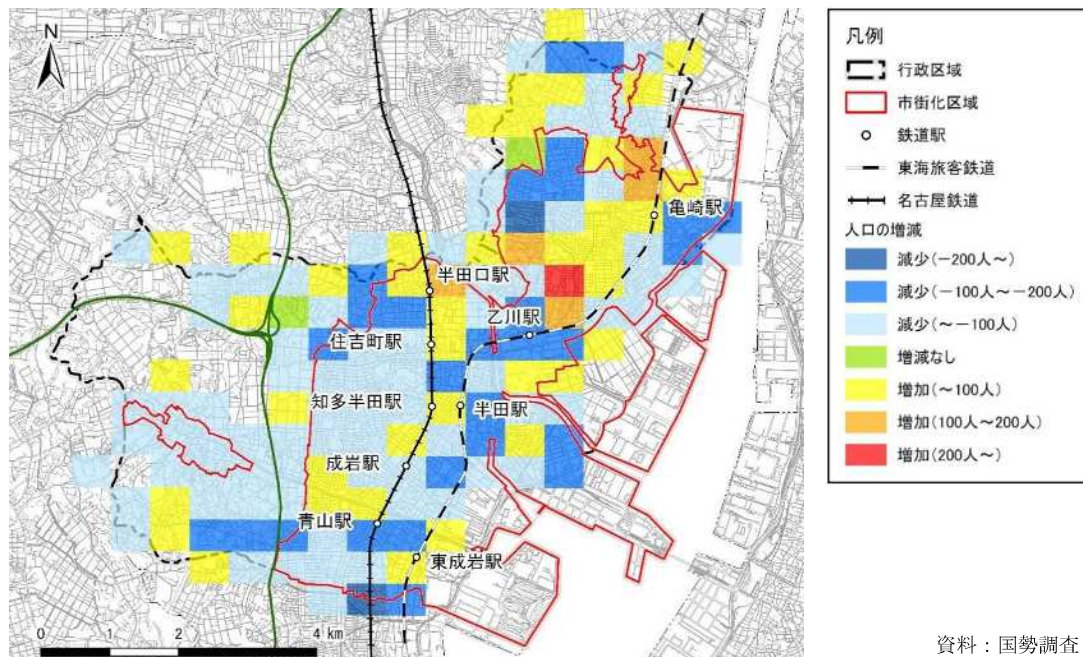 N
亀崎駅
半田口駅
乙川駅
住吉町駅
知多半田駅
半田駅
成岩駅
青山駅
東成岩駅
0 1 2 4 km
凡例
行政区域
市街化区域
鉄道駅
東海旅客鉄道
名古屋鉄道
人口の増減
減少(-200人~)
減少(-100人~-200人)
減少(~-100人)
増減なし
増加(~100人)
増加(100人~200人)
増加(200人~)
資料:国勢調査